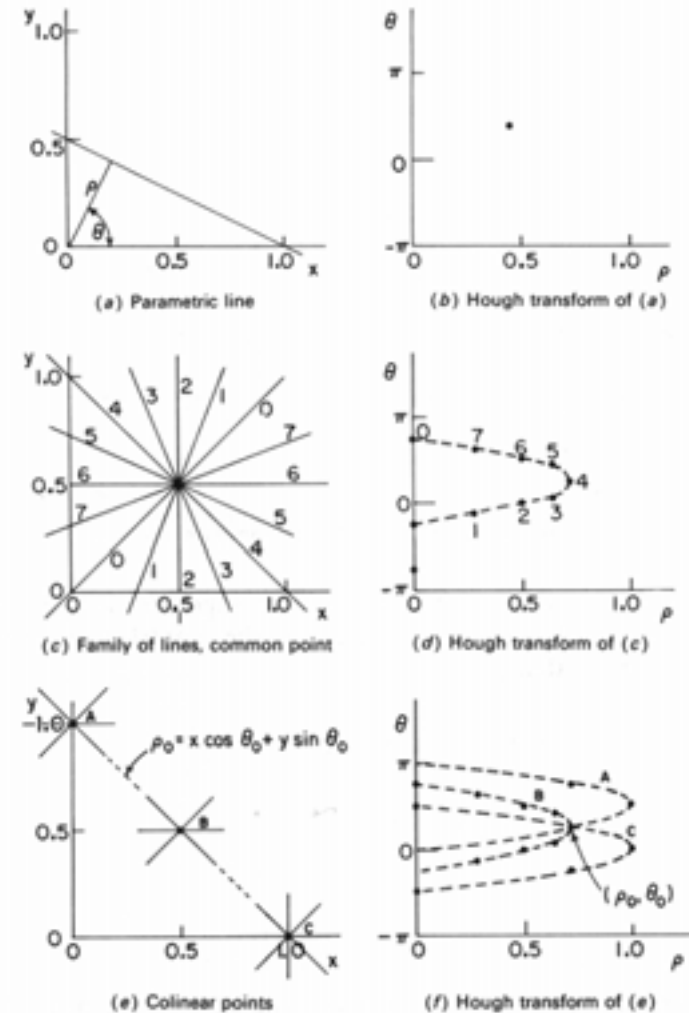 y
1.0
0.5
0
ρ
θ
0 0.5 1.0
x
(a) Parametric line
θ
π
0
-π
0 0.5 1.0
ρ
(b) Hough transform of (a)
y
1.0
0.5
0
4 3 2 1 0
5 7
6 6
7 5
0 1 2 3 4
0 0.5 1.0
x
(c) Family of lines, common point
θ
π
0
-π
0 7 6 5
4
1 2 3
0 0.5 1.0
ρ
(d) Hough transform of (c)
y
1.0
0.5
0
A
ρ₀ = x cos θ₀ + y sin θ₀
B
C
0 0.5 1.0
x
(e) Colinear points
θ
π
0
-π
A
B
C
(ρ₀, θ₀)
0 0.5 1.0
ρ
(f) Hough transform of (e)